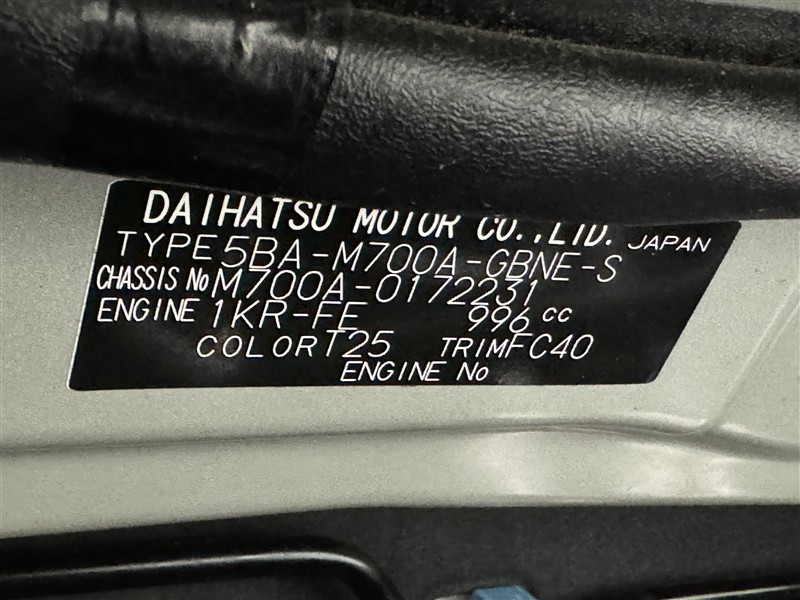 DAIHATSU MOTOR CO.,LTD. JAPAN
TYPE 5BA-M700A-GBNE-S
CHASSIS No M700A-0172231
ENGINE 1KR-FE 996 cc
COLOR T25 TRIM FC40
ENGINE No